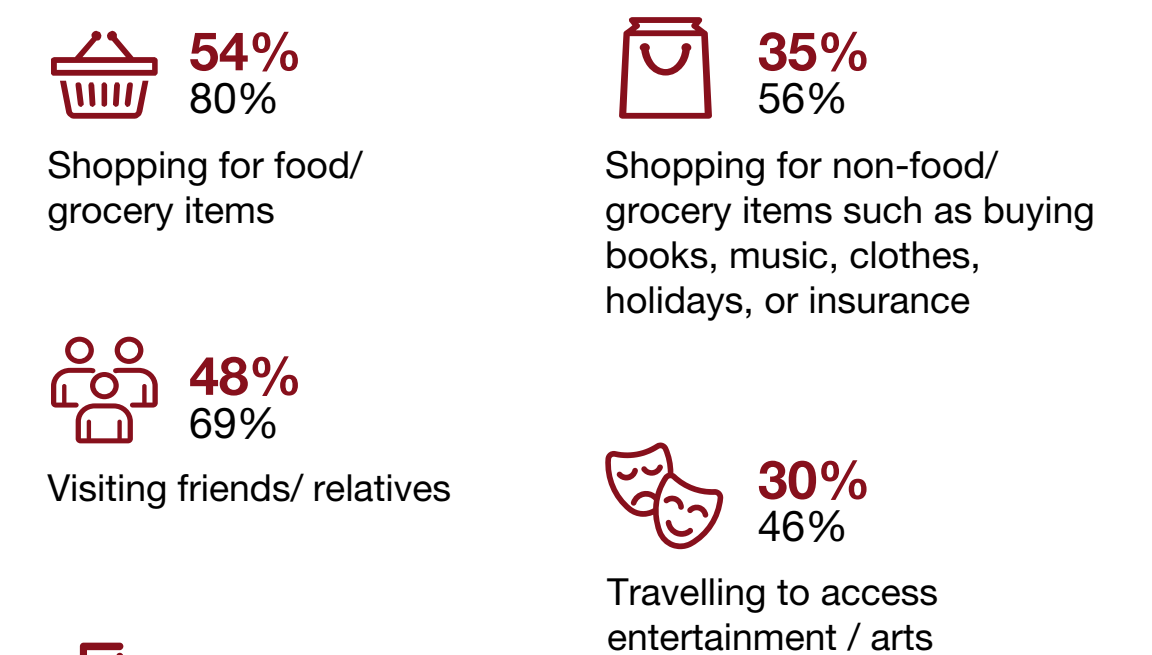 54%
80%
Shopping for food/
grocery items
35%
56%
Shopping for non-food/
grocery items such as buying
books, music, clothes,
holidays, or insurance
48%
69%
Visiting friends/ relatives
30%
46%
Travelling to access
entertainment / arts